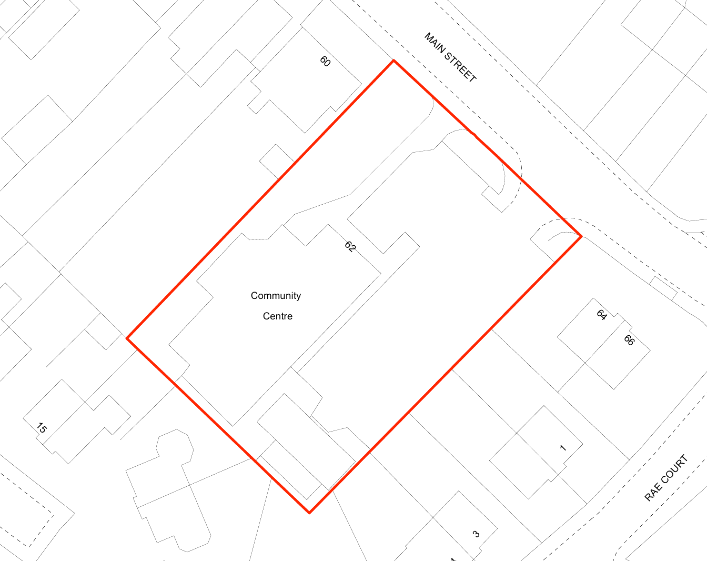 60
MAIN STREET
62
Community
Centre
64
66
15
1
RAE COURT
3